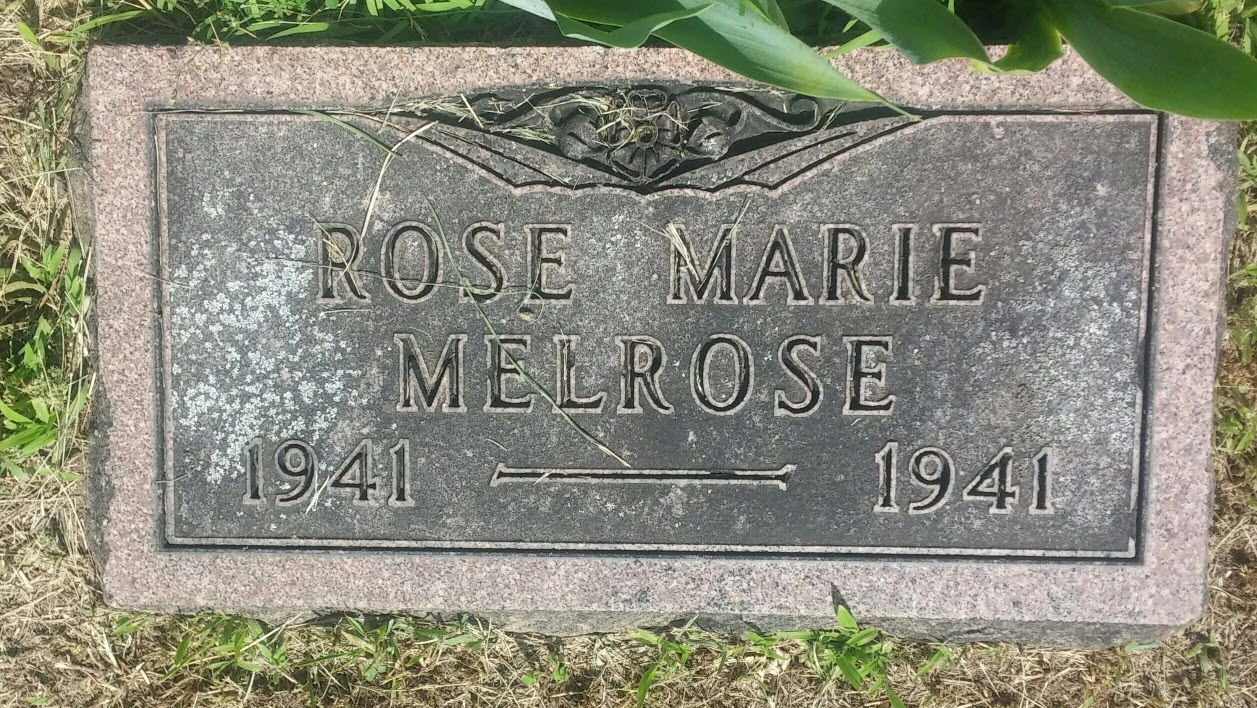 ROSE MARIE
MELROSE
1941 — 1941